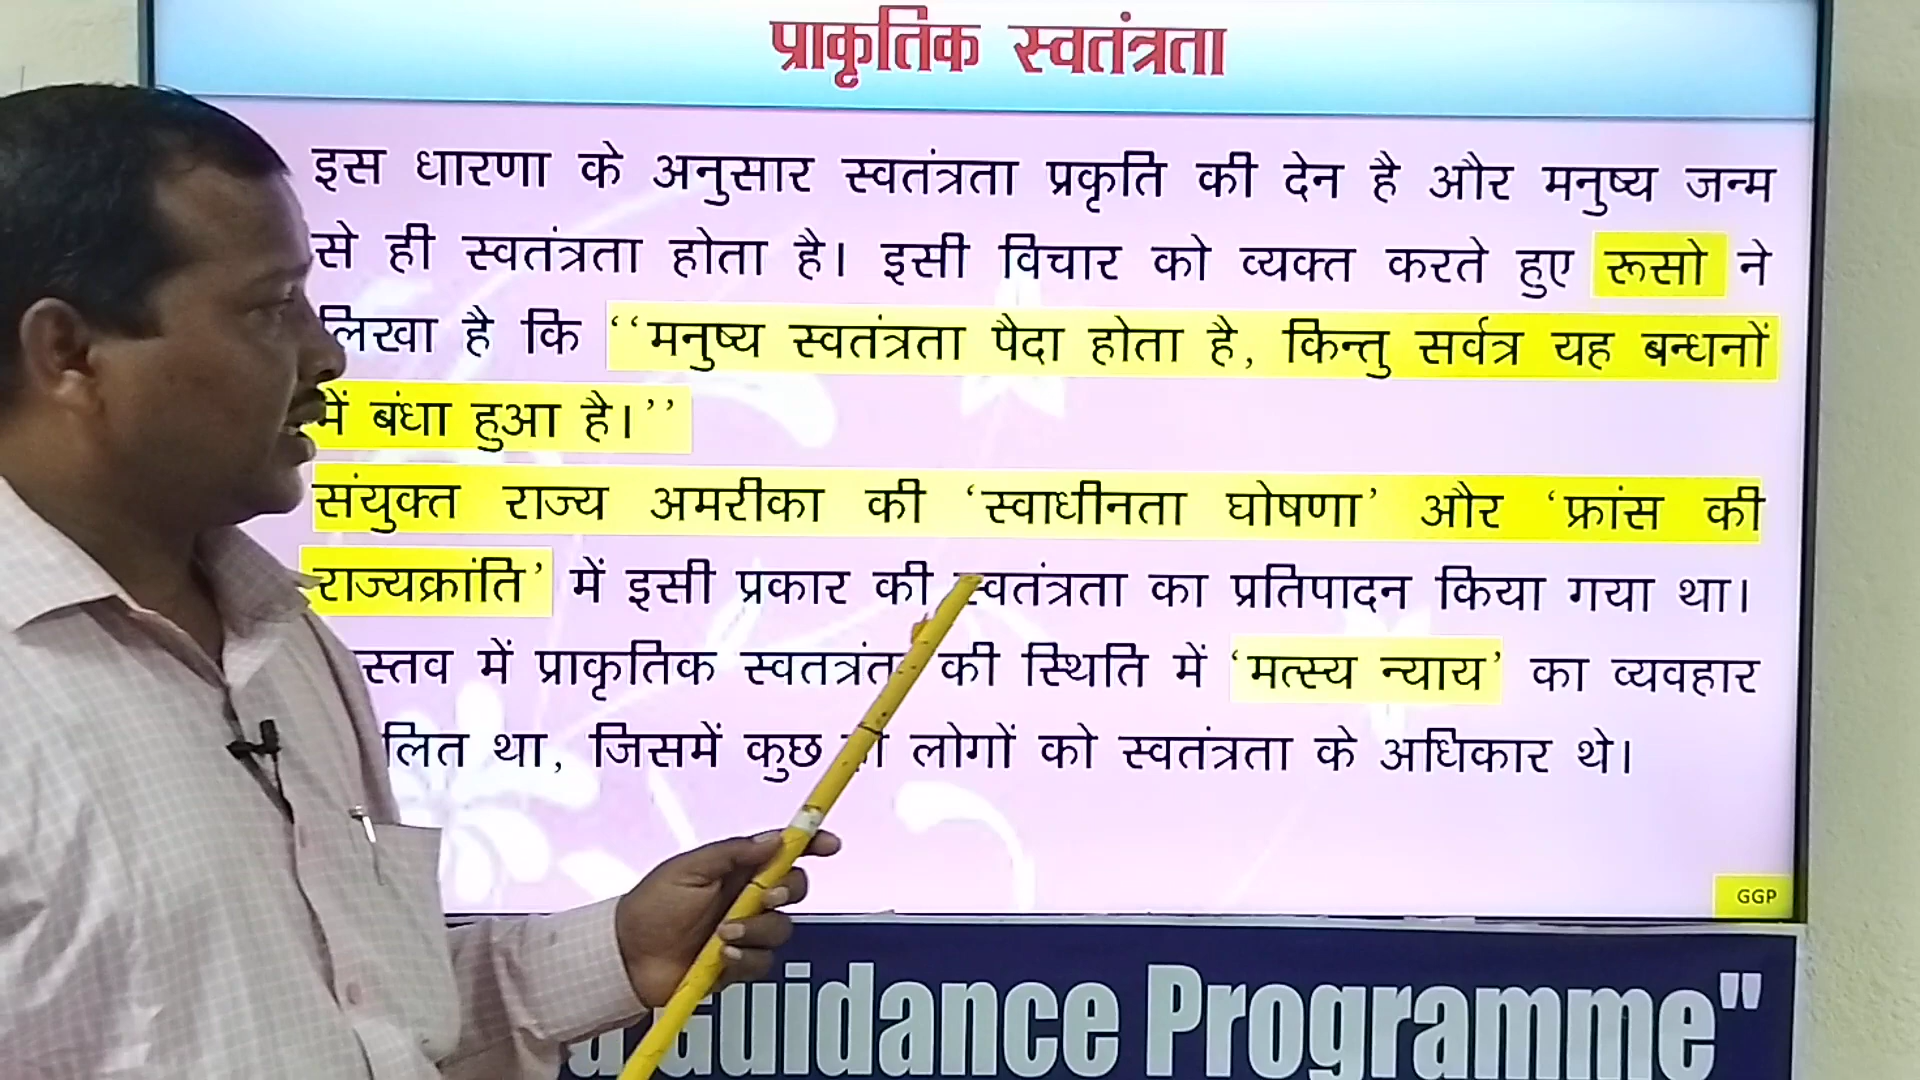 प्राकृतिक स्वतंत्रता
इस धारणा के अनुसार स्वतंत्रता प्रकृति की देन है और मनुष्य जन्म
से ही स्वतंत्रता होता है। इसी विचार को व्यक्त करते हुए रूसो ने
लिखा है कि ‘‘मनुष्य स्वतंत्रता पैदा होता है, किन्तु सर्वत्र यह बन्धनों
में बंधा हुआ है।’’
संयुक्त राज्य अमरीका की ‘स्वाधीनता घोषणा’ और ‘फ्रांस की
राज्यक्रांति’ में इसी प्रकार की स्वतंत्रता का प्रतिपादन किया गया था।
में प्राकृतिक की स्थिति में ‘मत्स्य न्याय’ का व्यवहार
था, जिसमें कुछ लोगों को स्वतंत्रता के अधिकार थे।
GGP
Guidance Programme"